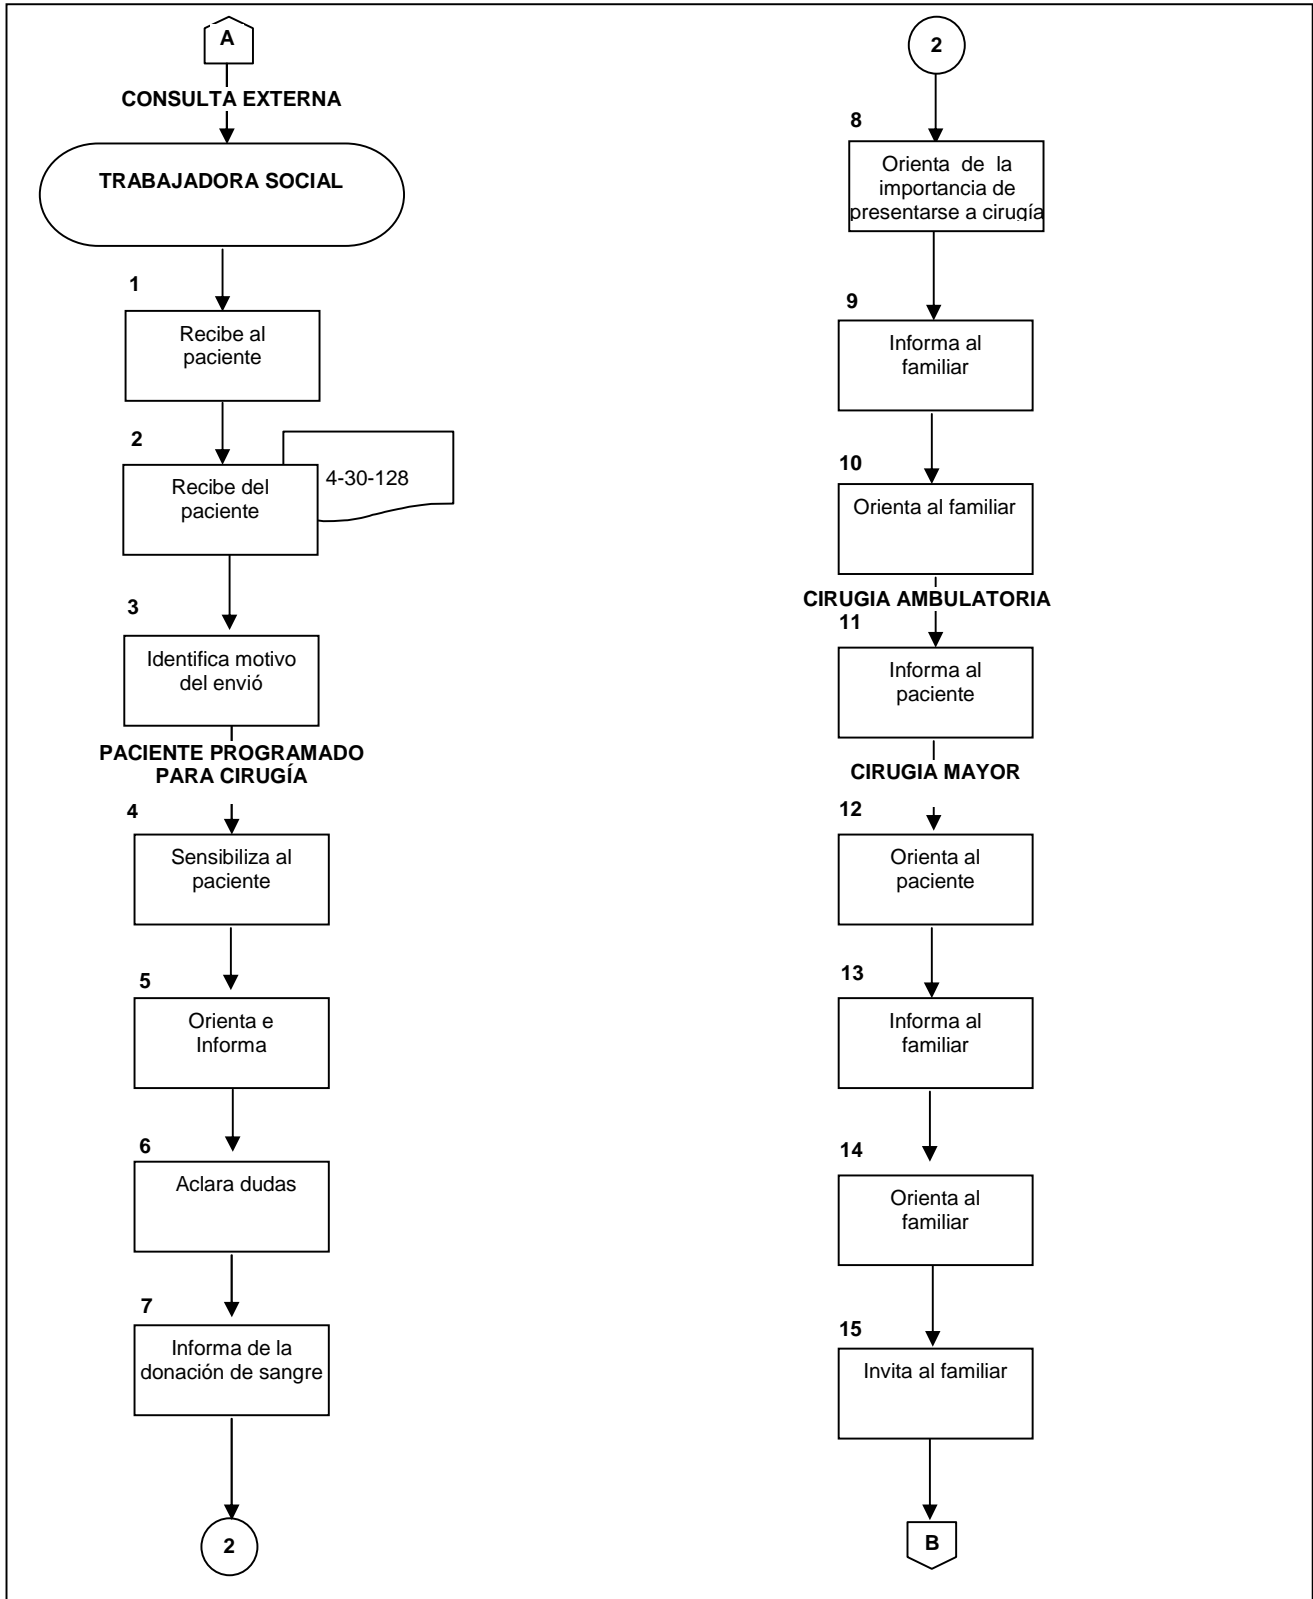 A
CONSULTA EXTERNA
TRABAJADORA SOCIAL
1
Recibe al
paciente
2
Recibe del
paciente
4-30-128
3
Identifica motivo
del envió
PACIENTE PROGRAMADO
PARA CIRUGÍA
4
Sensibiliza al
paciente
5
Orienta e
Informa
6
Aclara dudas
7
Informa de la
donación de sangre
2
2
8
Orienta de la
importancia de
presentarse a cirugía
9
Informa al
familiar
10
Orienta al familiar
CIRUGIA AMBULATORIA
11
Informa al
paciente
CIRUGIA MAYOR
12
Orienta al
paciente
13
Informa al
familiar
14
Orienta al
familiar
15
Invita al familiar
B